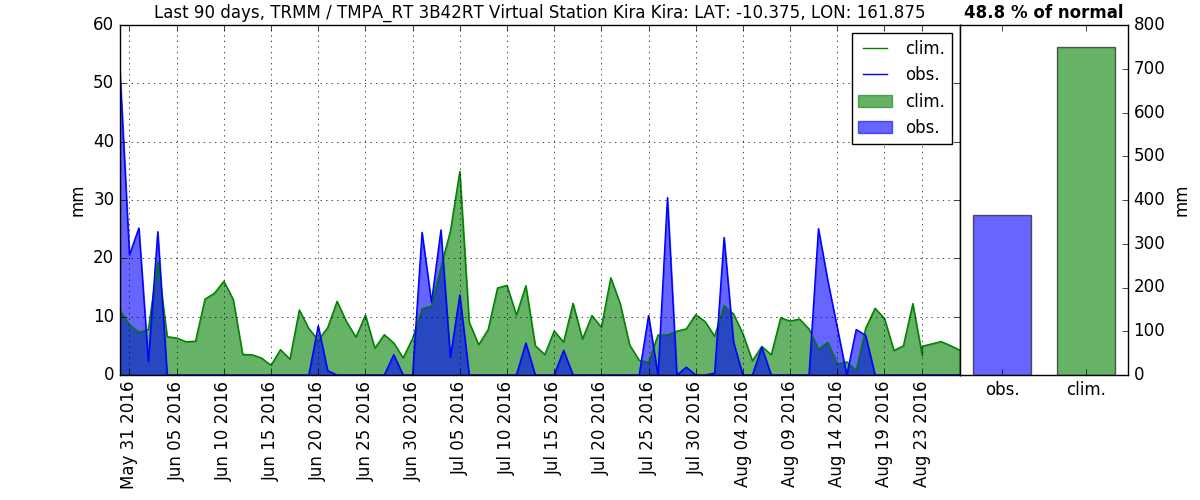 Last 90 days, TRMM / TMPA_RT 3B42RT Virtual Station Kira Kira: LAT: -10.375, LON: 161.875
48.8 % of normal
60
50
40
30
20
10
0
mm
clim.
obs.
clim.
obs.
May 31 2016
Jun 05 2016
Jun 10 2016
Jun 15 2016
Jun 20 2016
Jun 25 2016
Jun 30 2016
Jul 05 2016
Jul 10 2016
Jul 15 2016
Jul 20 2016
Jul 25 2016
Jul 30 2016
Aug 04 2016
Aug 09 2016
Aug 14 2016
Aug 19 2016
Aug 23 2016
obs.
clim.
800
700
600
500
400
300
200
100
0
mm